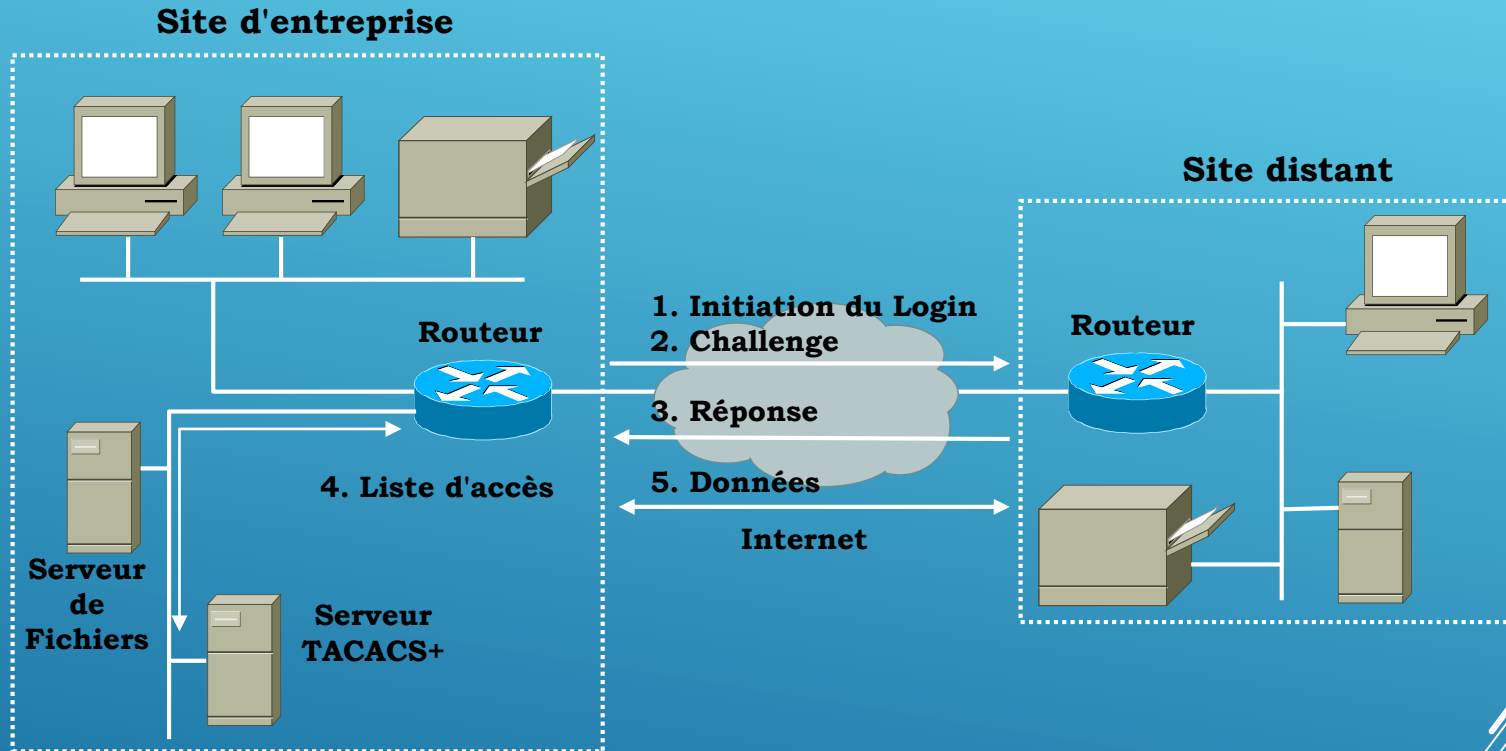 Site d'entreprise
Site distant
1. Initiation du Login
2. Challenge
Routeur
Routeur
3. Réponse
4. Liste d'accès
5. Données
Internet
Serveur
de
Fichiers
Serveur
TACACS+